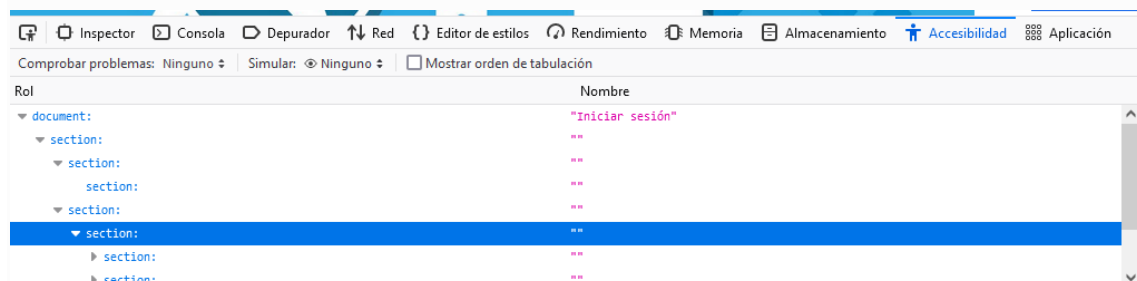 Inspector Consola Depurador Red Editor de estilos Rendimiento Memoria Almacenamiento Accesibilidad Aplicación
Comprobar problemas: Ninguno Simular: Ninguno Mostrar orden de tabulación
Rol Nombre
document: "Iniciar sesión"
section: ""
section: ""
section: ""
section: ""
section: ""
section: ""
section: ""